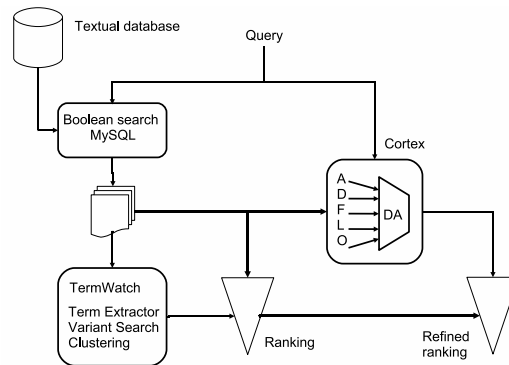 Textual database
Query
Boolean search
MySQL
Cortex
A
D
F
L
O
DA
TermWatch
Term Extractor
Variant Search
Clustering
Ranking
Refined
ranking